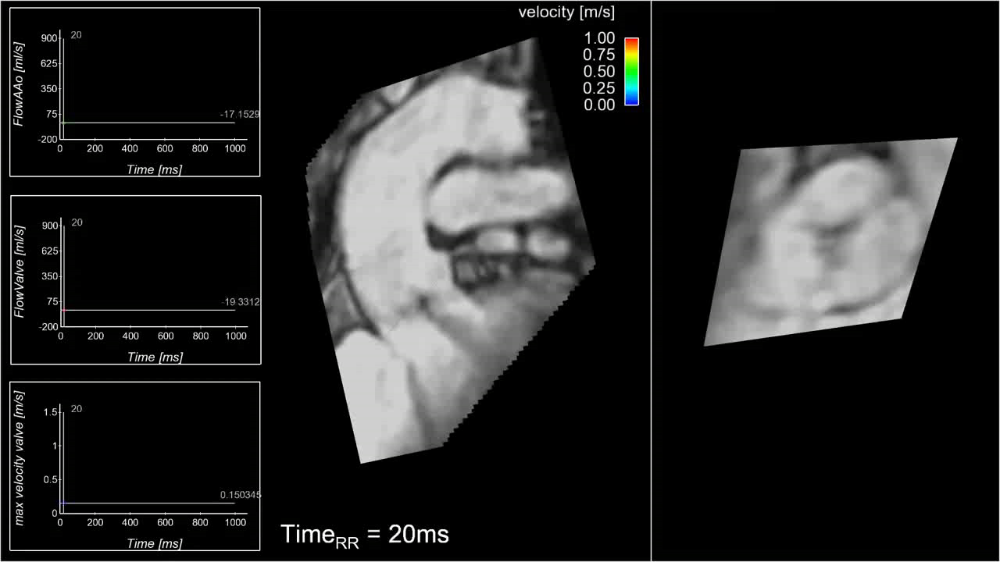 velocity [m/s]
1.00
0.75
0.50
0.25
0.00
FlowAAo [ml/s]
900
625
350
75
-200
20
-17.1529
0 200 400 600 800 1000
Time [ms]
FlowValve [ml/s]
900
625
350
75
-200
20
-19.3312
0 200 400 600 800 1000
Time [ms]
max velocity valve [m/s]
1.5
1
0.5
0
20
0.150345
0 200 400 600 800 1000
Time [ms]
TimeRR = 20ms